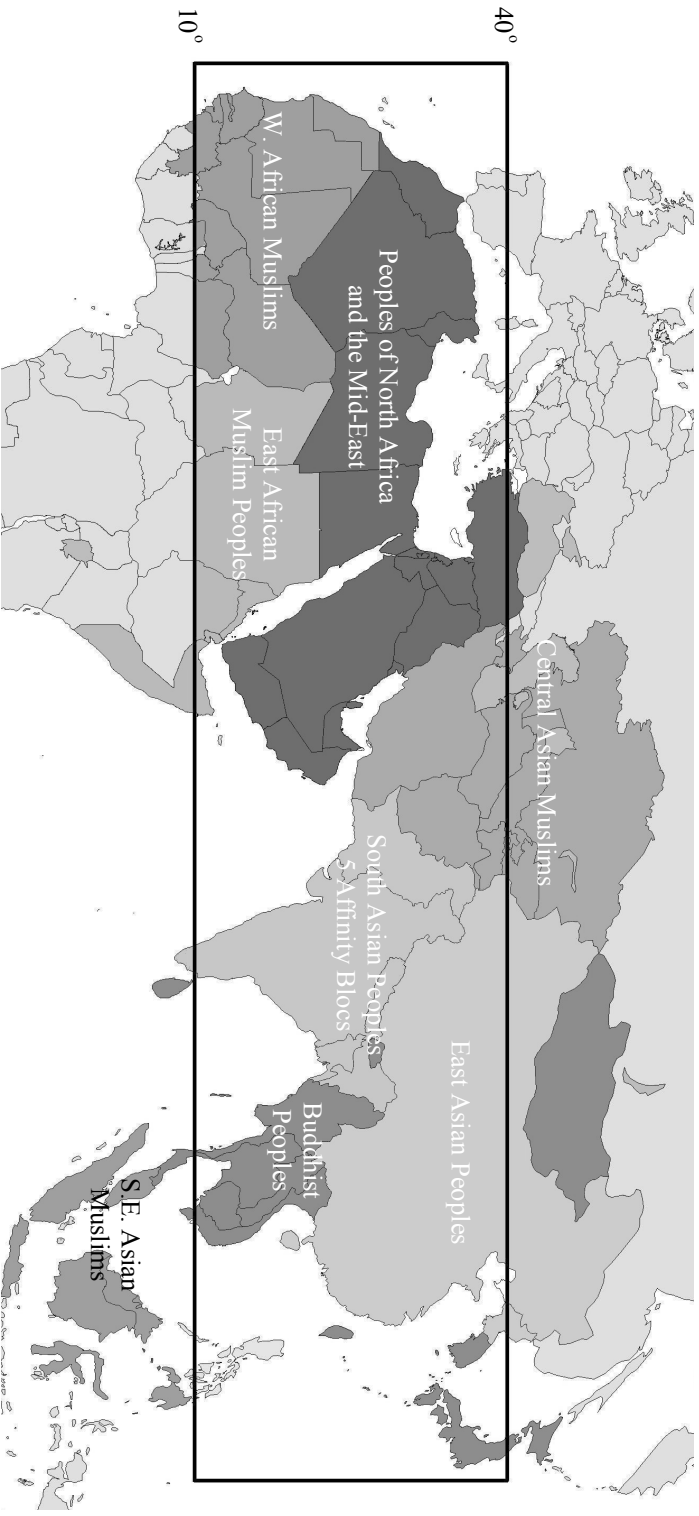 40°
10°
Central Asian Muslims
Peoples of North Africa
and the Mid-East
W. African Muslims
East African
Muslim Peoples
South Asian Peoples
5 Affinity Blocs
East Asian Peoples
Buddhist
Peoples
S.E. Asian
Muslims